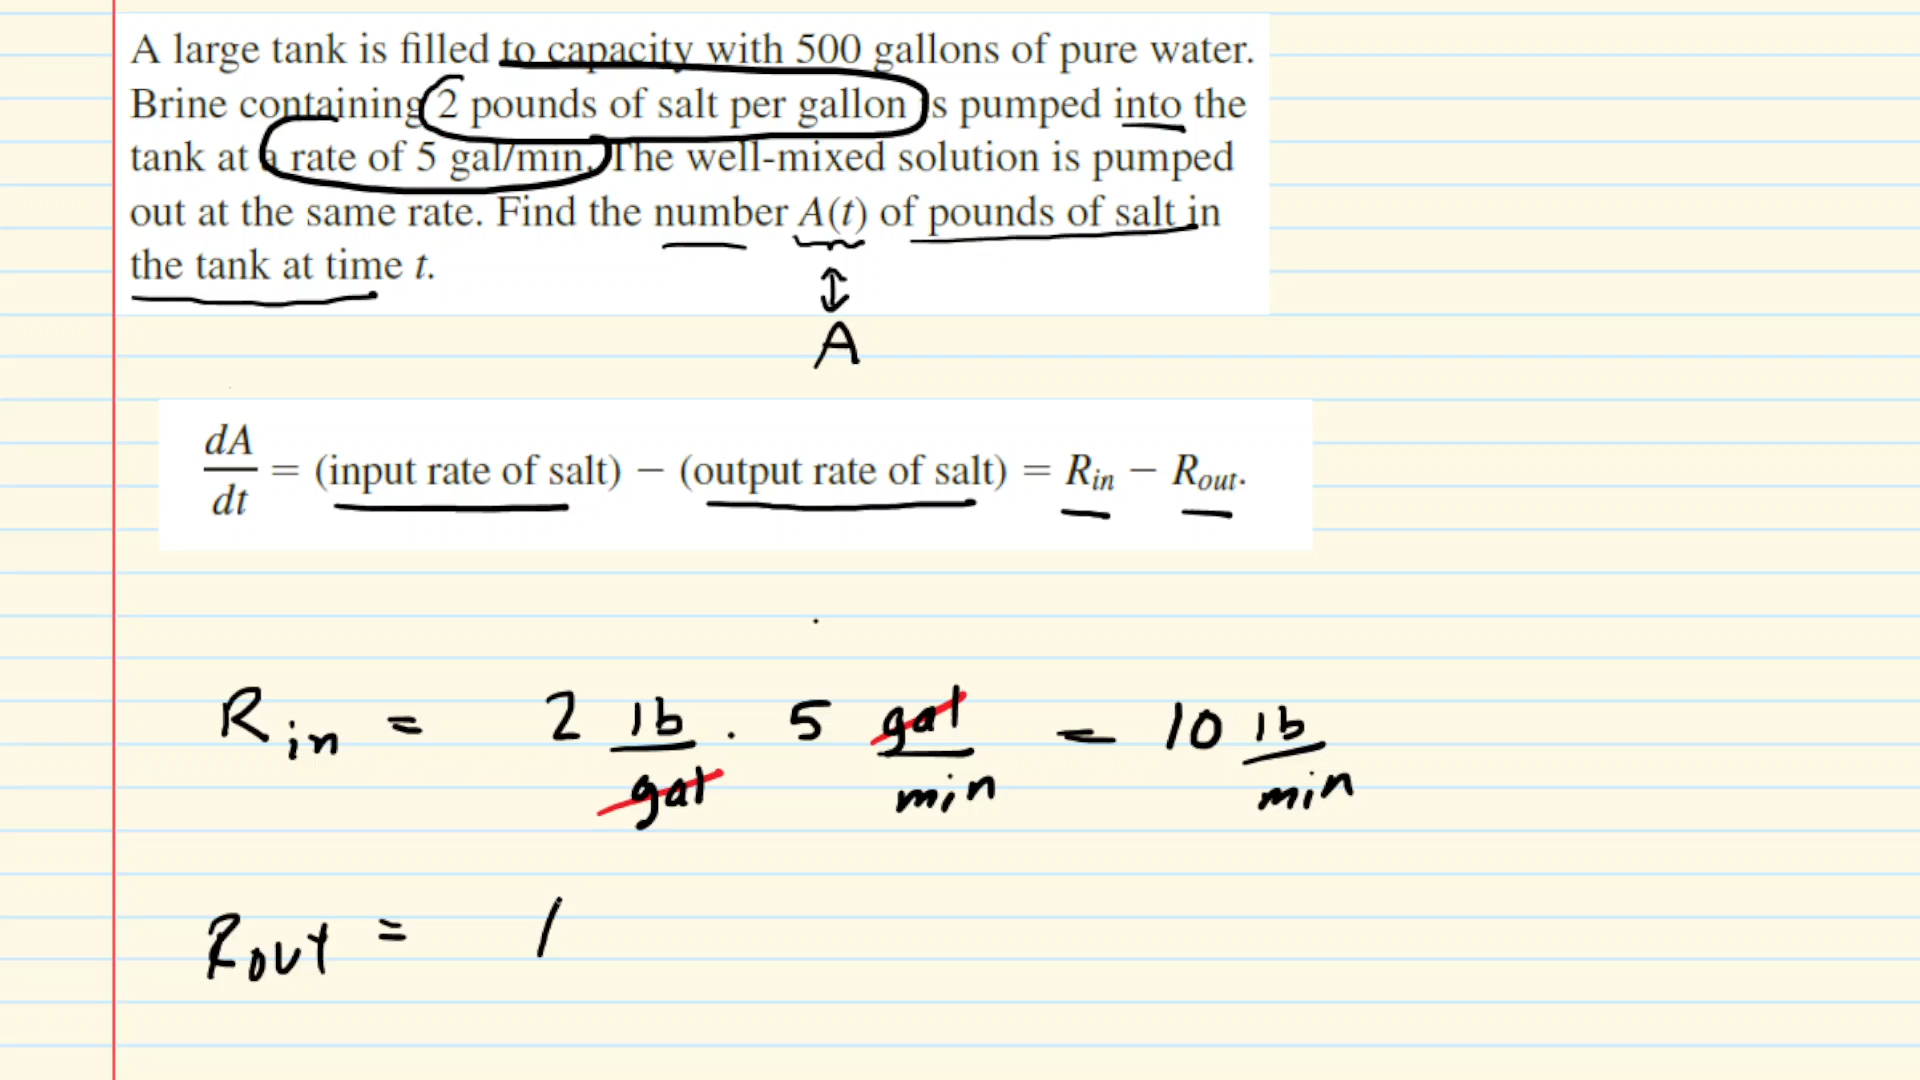 A large tank is filled to capacity with 500 gallons of pure water.
Brine containing 2 pounds of salt per gallon is pumped into the
tank at a rate of 5 gal/min. The well-mixed solution is pumped
out at the same rate. Find the number A(t) of pounds of salt in
the tank at time t.
↕
A
dA/dt = (input rate of salt) − (output rate of salt) = R_in − R_out.
R_in = 2 lb/gal · 5 gal/min = 10 lb/min
R_OUT = /